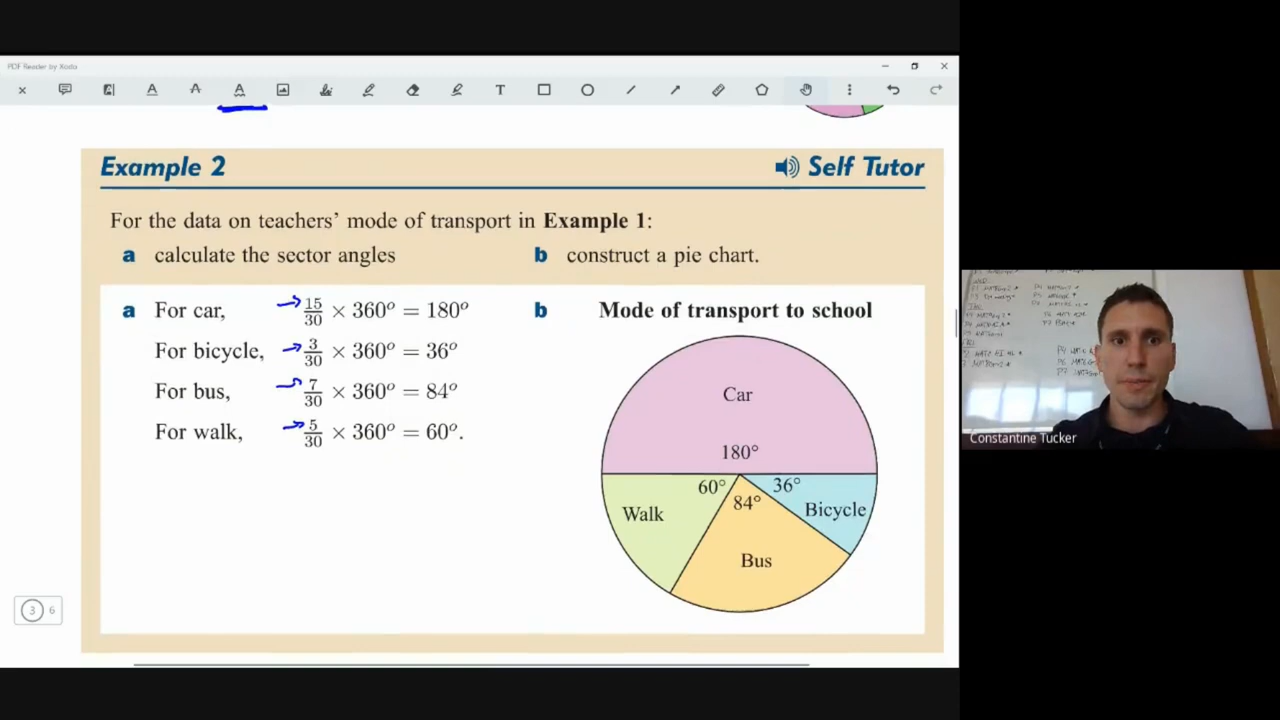 PDF Reader by Xodo
T
Example 2
Self Tutor
For the data on teachers' mode of transport in Example 1:
a calculate the sector angles
b construct a pie chart.
a For car, 15/30 × 360° = 180°
For bicycle, 3/30 × 360° = 36°
For bus, 7/30 × 360° = 84°
For walk, 5/30 × 360° = 60°.
b Mode of transport to school
Car
180°
60°
36°
84°
Walk
Bicycle
Bus
3 6
Constantine Tucker